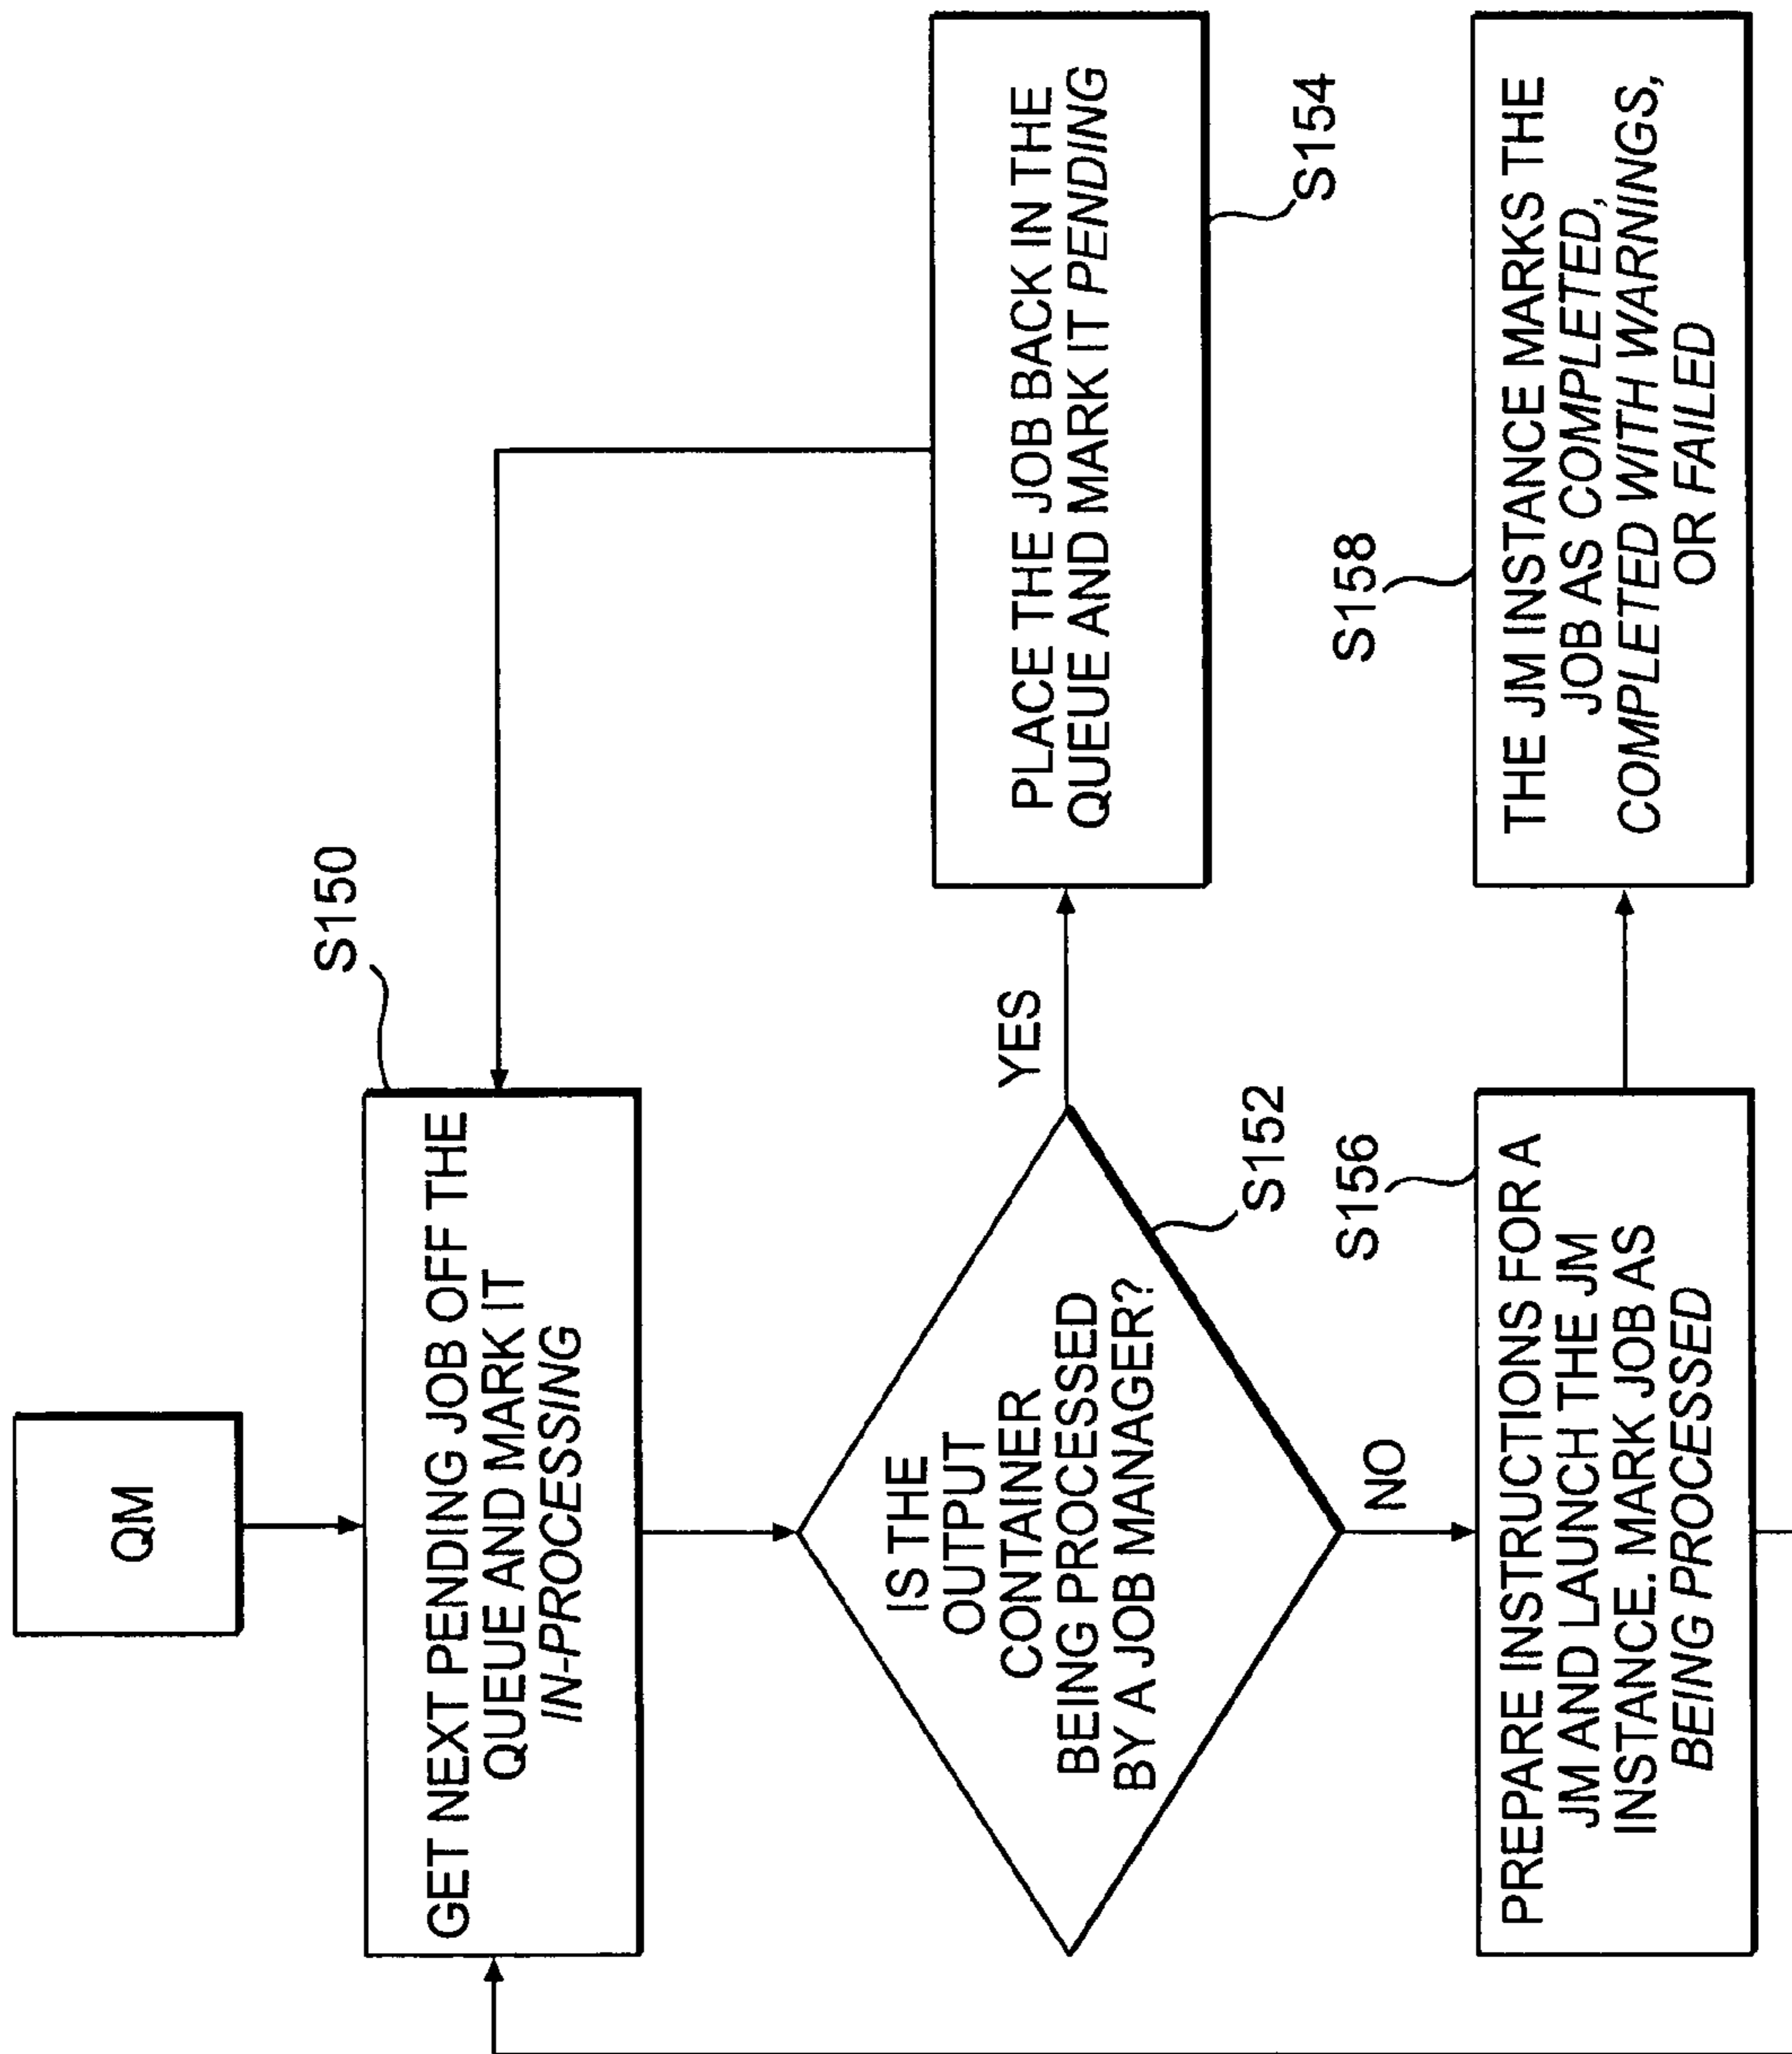 QM
S150
GET NEXT PENDING JOB OFF THE
QUEUE AND MARK IT
IN-PROCESSING
IS THE
OUTPUT
CONTAINER
BEING PROCESSED
BY A JOB MANAGER?
S152
YES
PLACE THE JOB BACK IN THE
QUEUE AND MARK IT PENDING
S154
NO
S156
PREPARE INSTRUCTIONS FOR A
JM AND LAUNCH THE JM
INSTANCE. MARK JOB AS
BEING PROCESSED
S158
THE JM INSTANCE MARKS THE
JOB AS COMPLETED,
COMPLETED WITH WARNINGS,
OR FAILED